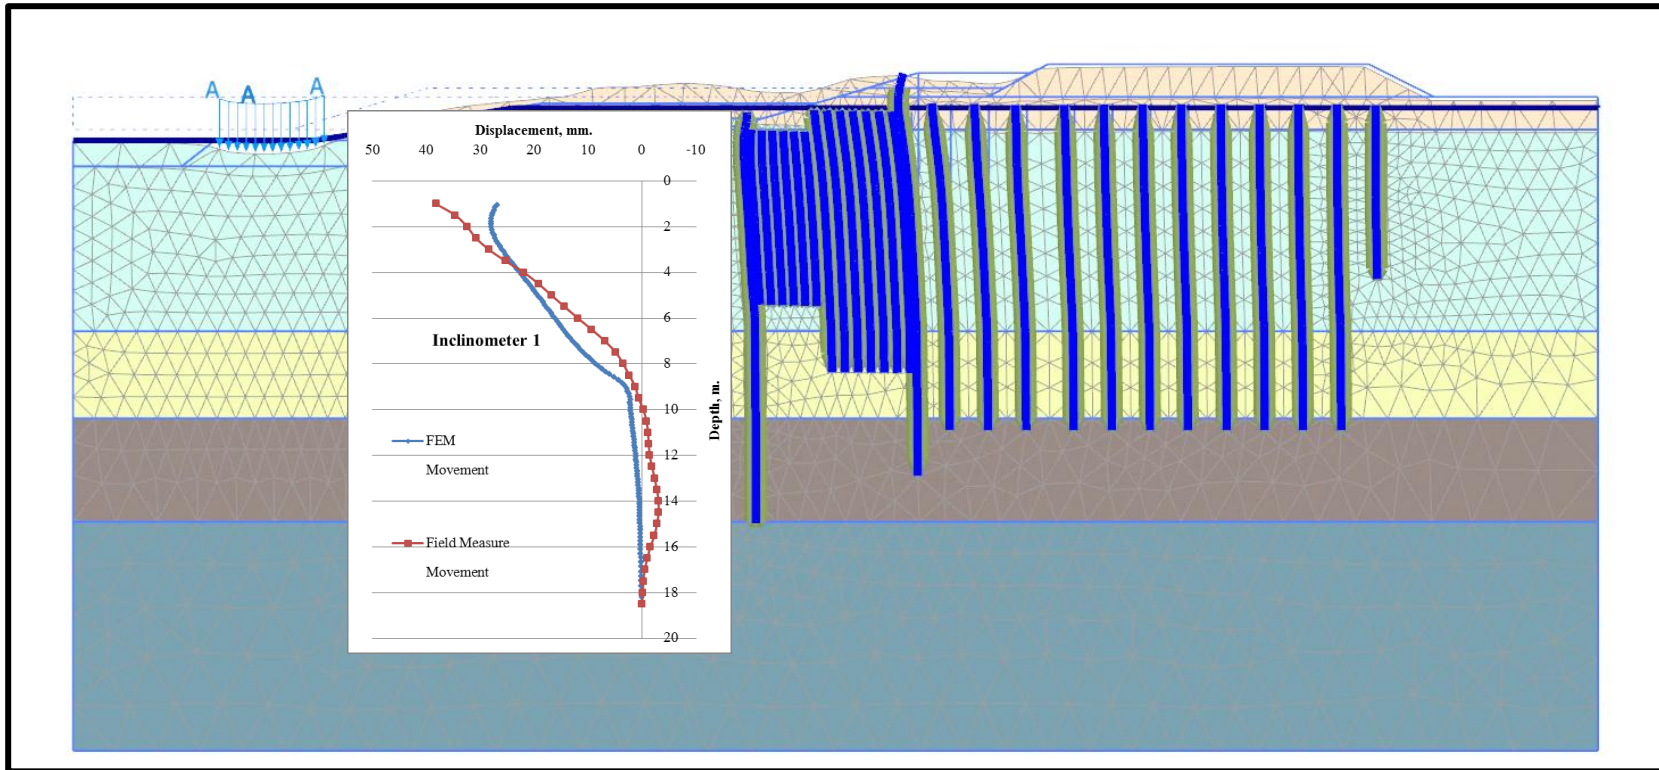 A A A
Displacement, mm.
50 40 30 20 10 0 -10
0
2
4
6
Inclinometer 1
8
Depth, m.
10
FEM
Movement
12
14
Field Measure
Movement
16
18
20